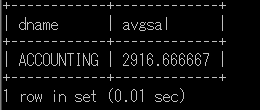 | dname | avgsal |
+------------+-------------+
| ACCOUNTING | 2916.666667 |
+------------+-------------+
1 row in set (0.01 sec)